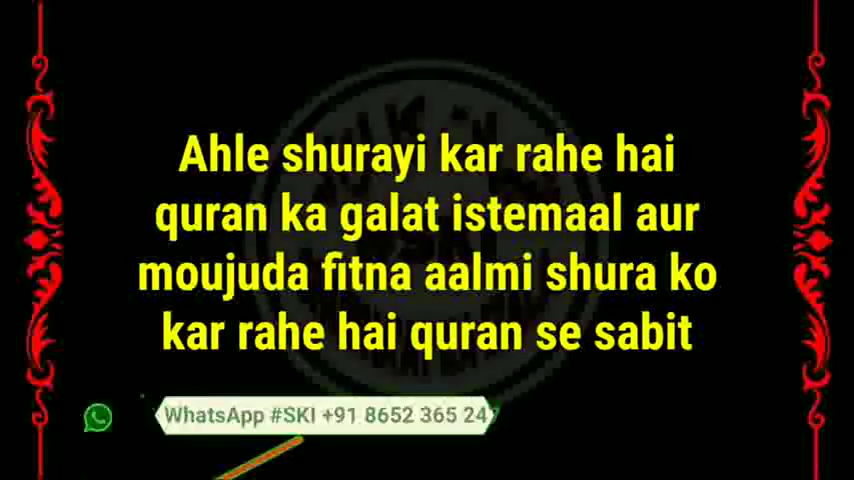 Ahle shurayi kar rahe hai
quran ka galat istemaal aur
moujuda fitna aalmi shura ko
kar rahe hai quran se sabit
WhatsApp #SKI +91 8652 365 24